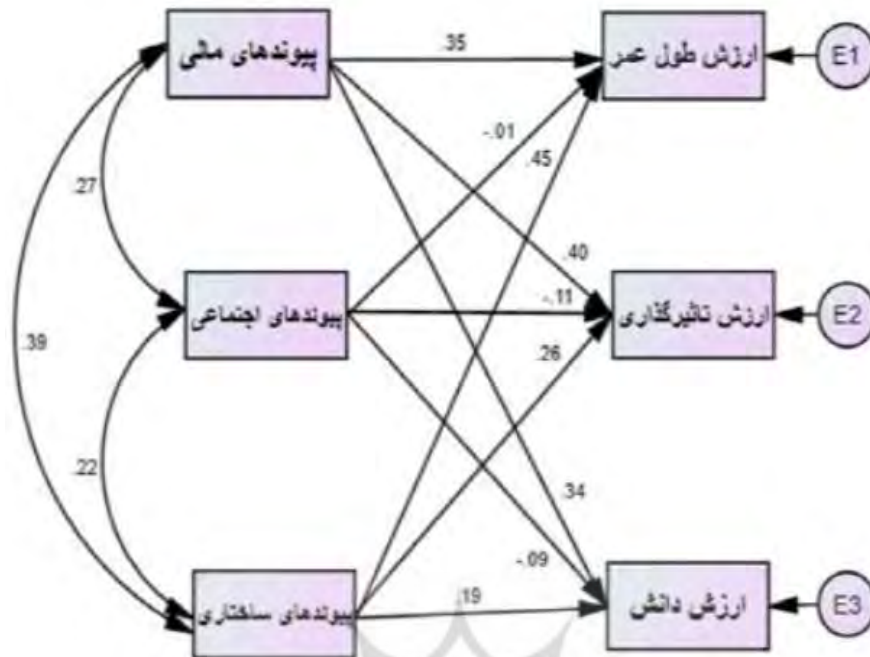 پیوندهای مالی
.35
ارزش طول عمر
E1
-.01
.45
.27
.40
پیوندهای اجتماعی
-.11
ارزش تاثیرگذاری
E2
.39
.26
.22
.34
-.09
پیوندهای ساختاری
.19
ارزش دانش
E3